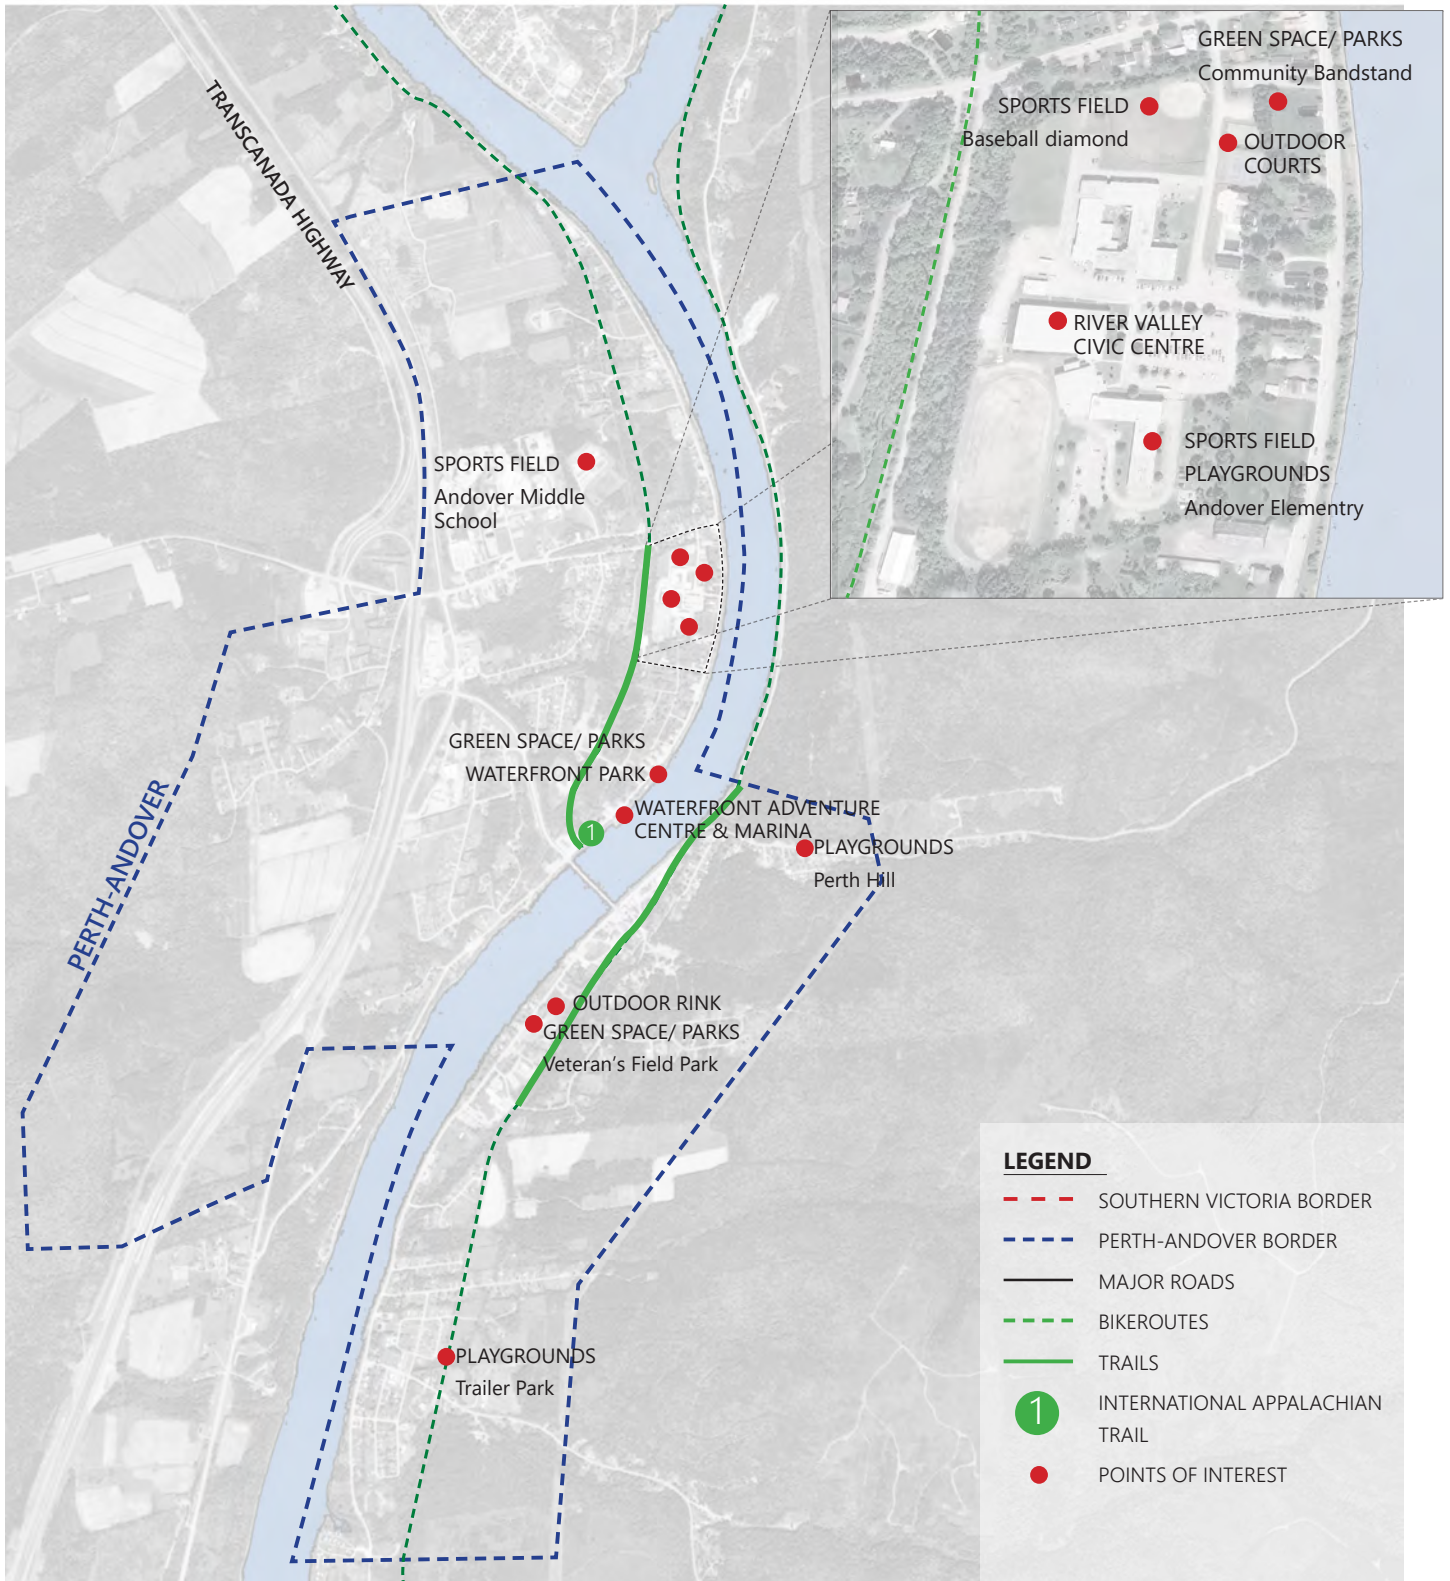 TRANSCANADA HIGHWAY
GREEN SPACE/ PARKS
Community Bandstand
SPORTS FIELD
Baseball diamond
OUTDOOR
COURTS
RIVER VALLEY
CIVIC CENTRE
SPORTS FIELD
PLAYGROUNDS
Andover Elementry
SPORTS FIELD
Andover Middle
School
GREEN SPACE/ PARKS
WATERFRONT PARK
WATERFRONT ADVENTURE
CENTRE & MARINA
1
PLAYGROUNDS
Perth Hill
PERTH-ANDOVER
OUTDOOR RINK
GREEN SPACE/ PARKS
Veteran's Field Park
PLAYGROUNDS
Trailer Park
LEGEND
SOUTHERN VICTORIA BORDER
PERTH-ANDOVER BORDER
MAJOR ROADS
BIKEROUTES
TRAILS
1 INTERNATIONAL APPALACHIAN
TRAIL
POINTS OF INTEREST